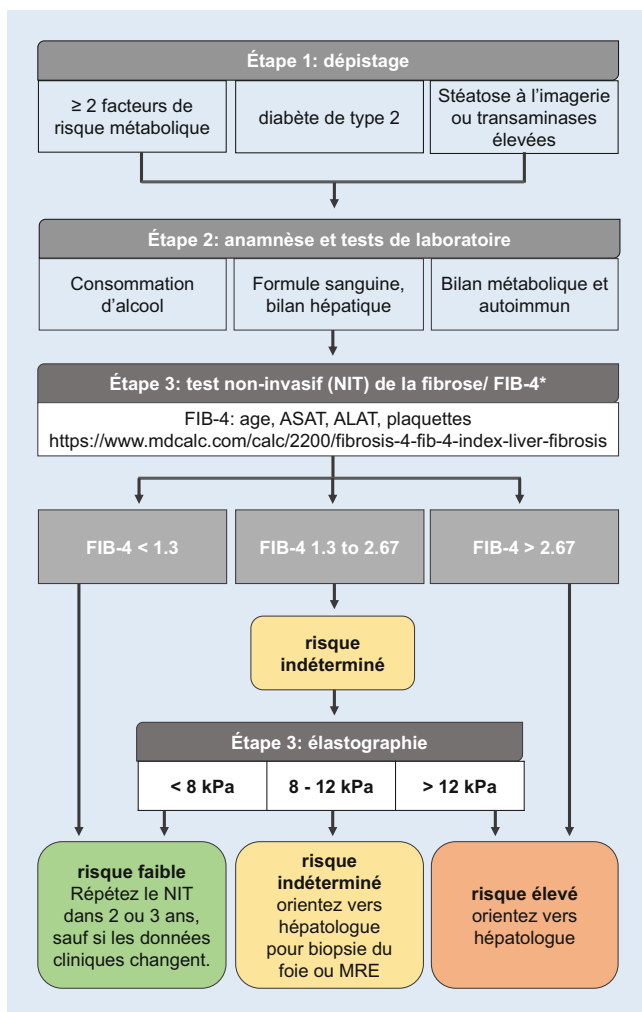 Étape 1: dépistage
≥ 2 facteurs de
risque métabolique
diabète de type 2
Stéatose à l'imagerie
ou transaminases
élevées
Étape 2: anamnèse et tests de laboratoire
Consommation
d'alcool
Formule sanguine,
bilan hépatique
Bilan métabolique et
autoimmun
Étape 3: test non-invasif (NIT) de la fibrose/ FIB-4*
FIB-4: age, ASAT, ALAT, plaquettes
https://www.mdcalc.com/calc/2200/fibrosis-4-fib-4-index-liver-fibrosis
FIB-4 < 1.3
FIB-4 1.3 to 2.67
FIB-4 > 2.67
risque
indéterminé
Étape 3: élastographie
< 8 kPa
8 - 12 kPa
> 12 kPa
risque faible
Répétez le NIT
dans 2 ou 3 ans,
sauf si les données
cliniques changent.
risque
indéterminé
orientez vers
hépatologue
pour biopsie du
foie ou MRE
risque élevé
orientez vers
hépatologue